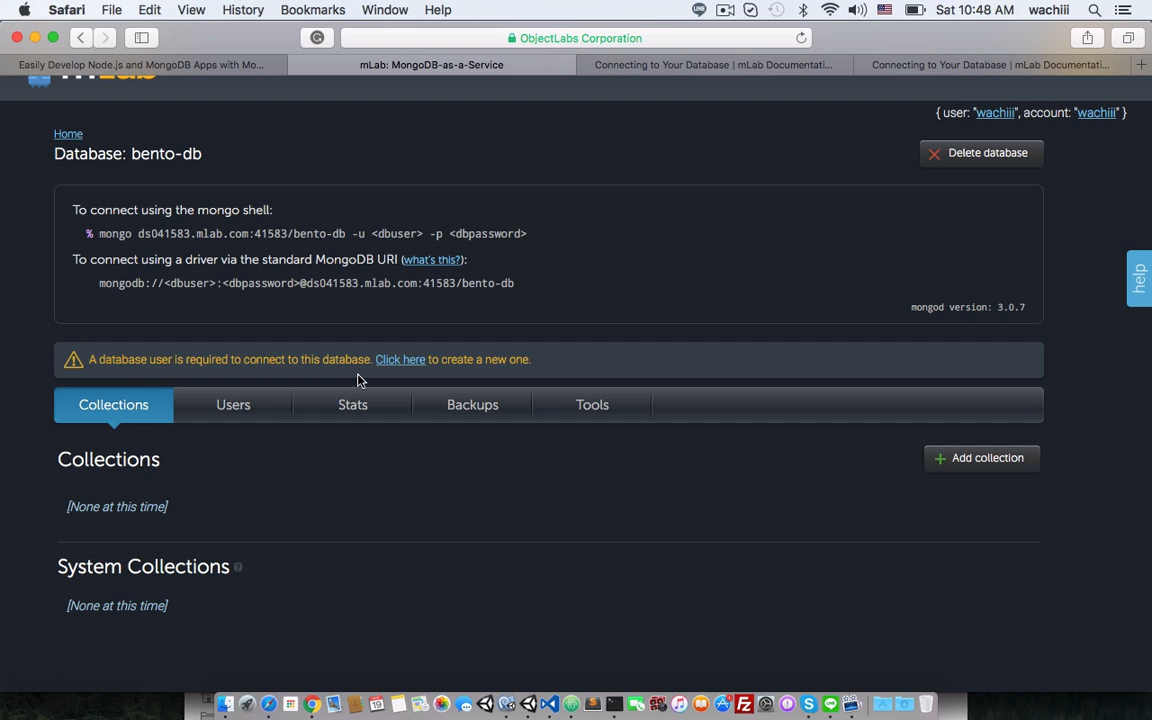 Safari File Edit View History Bookmarks Window Help Sat 10:48 AM wachiii
ObjectLabs Corporation
Easily Develop Node.js and MongoDB Apps with Mo... mLab: MongoDB-as-a-Service Connecting to Your Database | mLab Documentati... Connecting to Your Database | mLab Documentati...
{ user: "wachiii", account: "wachiii" }
Home
Database: bento-db
Delete database
To connect using the mongo shell:
% mongo ds041583.mlab.com:41583/bento-db -u <dbuser> -p <dbpassword>
To connect using a driver via the standard MongoDB URI (what's this?):
mongodb://<dbuser>:<dbpassword>@ds041583.mlab.com:41583/bento-db
mongod version: 3.0.7
help
A database user is required to connect to this database. Click here to create a new one.
Collections Users Stats Backups Tools
Collections
Add collection
[None at this time]
System Collections
[None at this time]